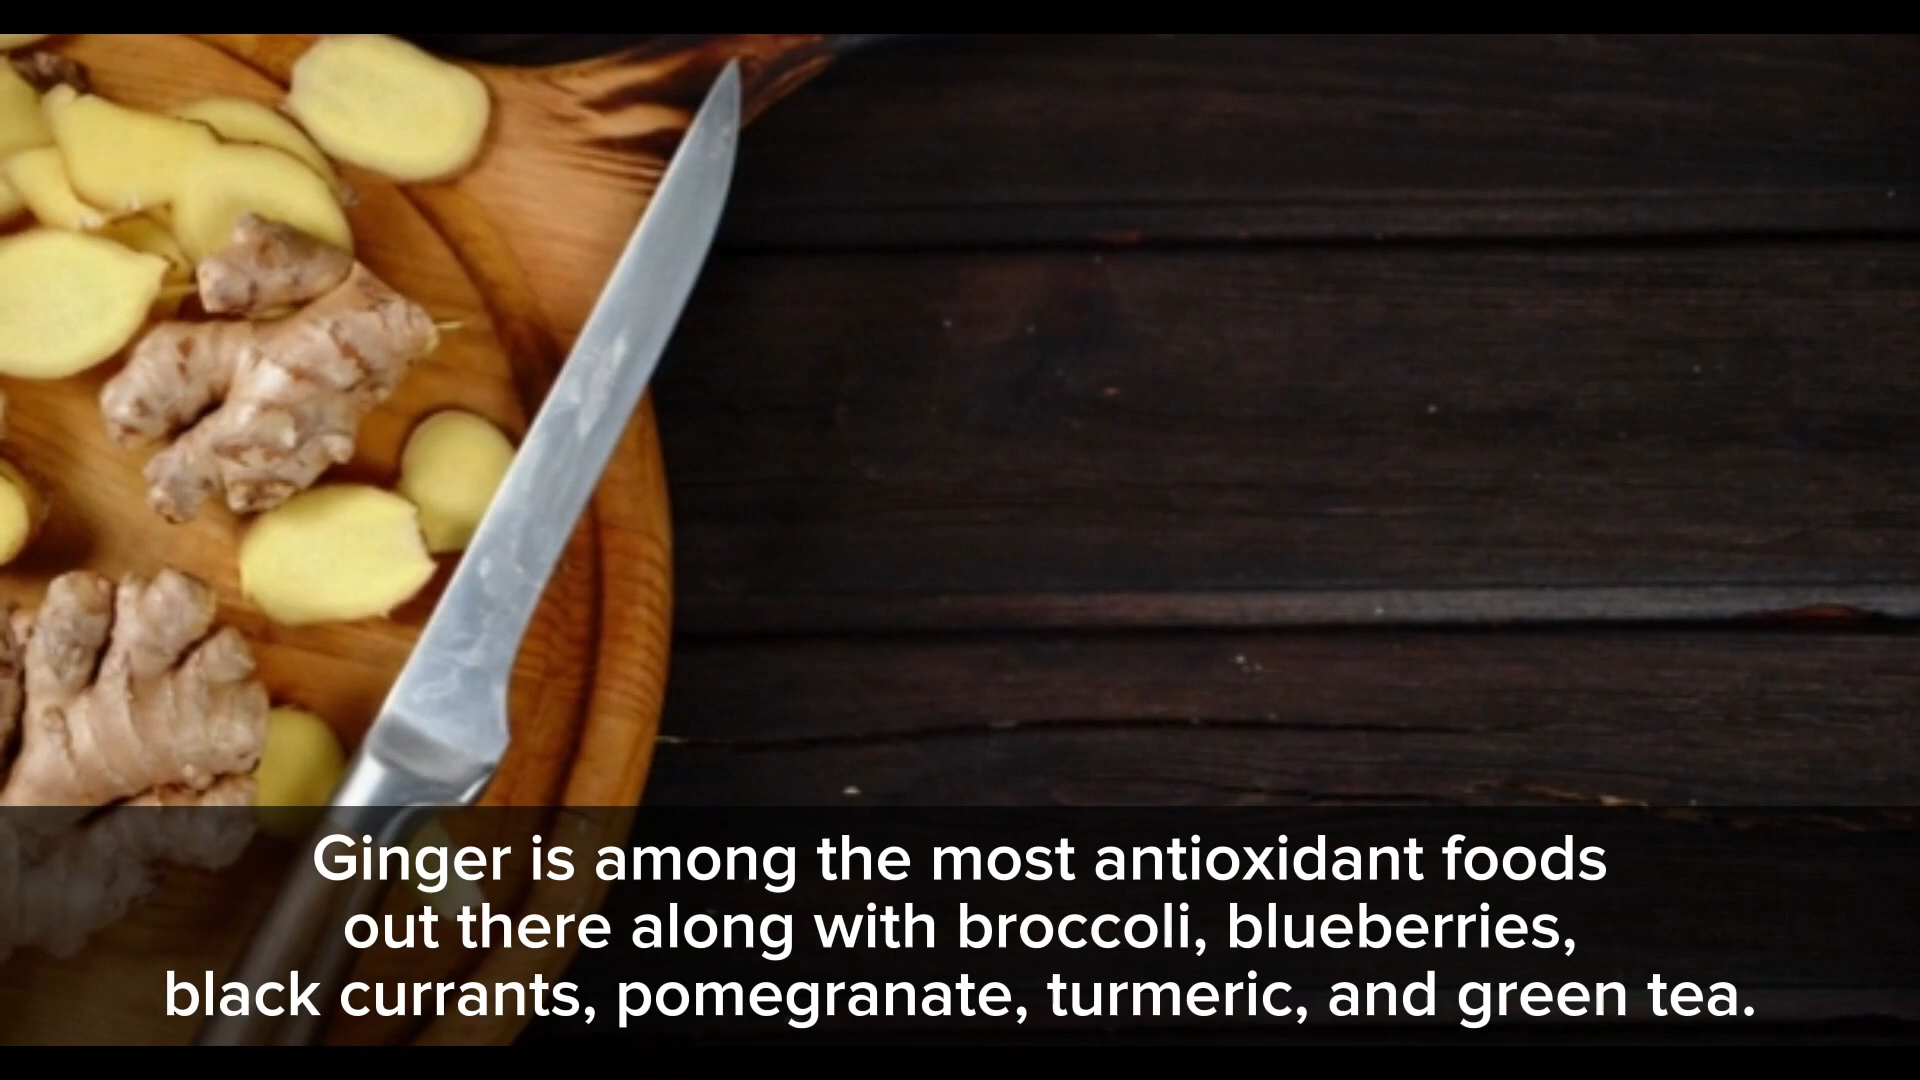 Ginger is among the most antioxidant foods
out there along with broccoli, blueberries,
black currants, pomegranate, turmeric, and green tea.